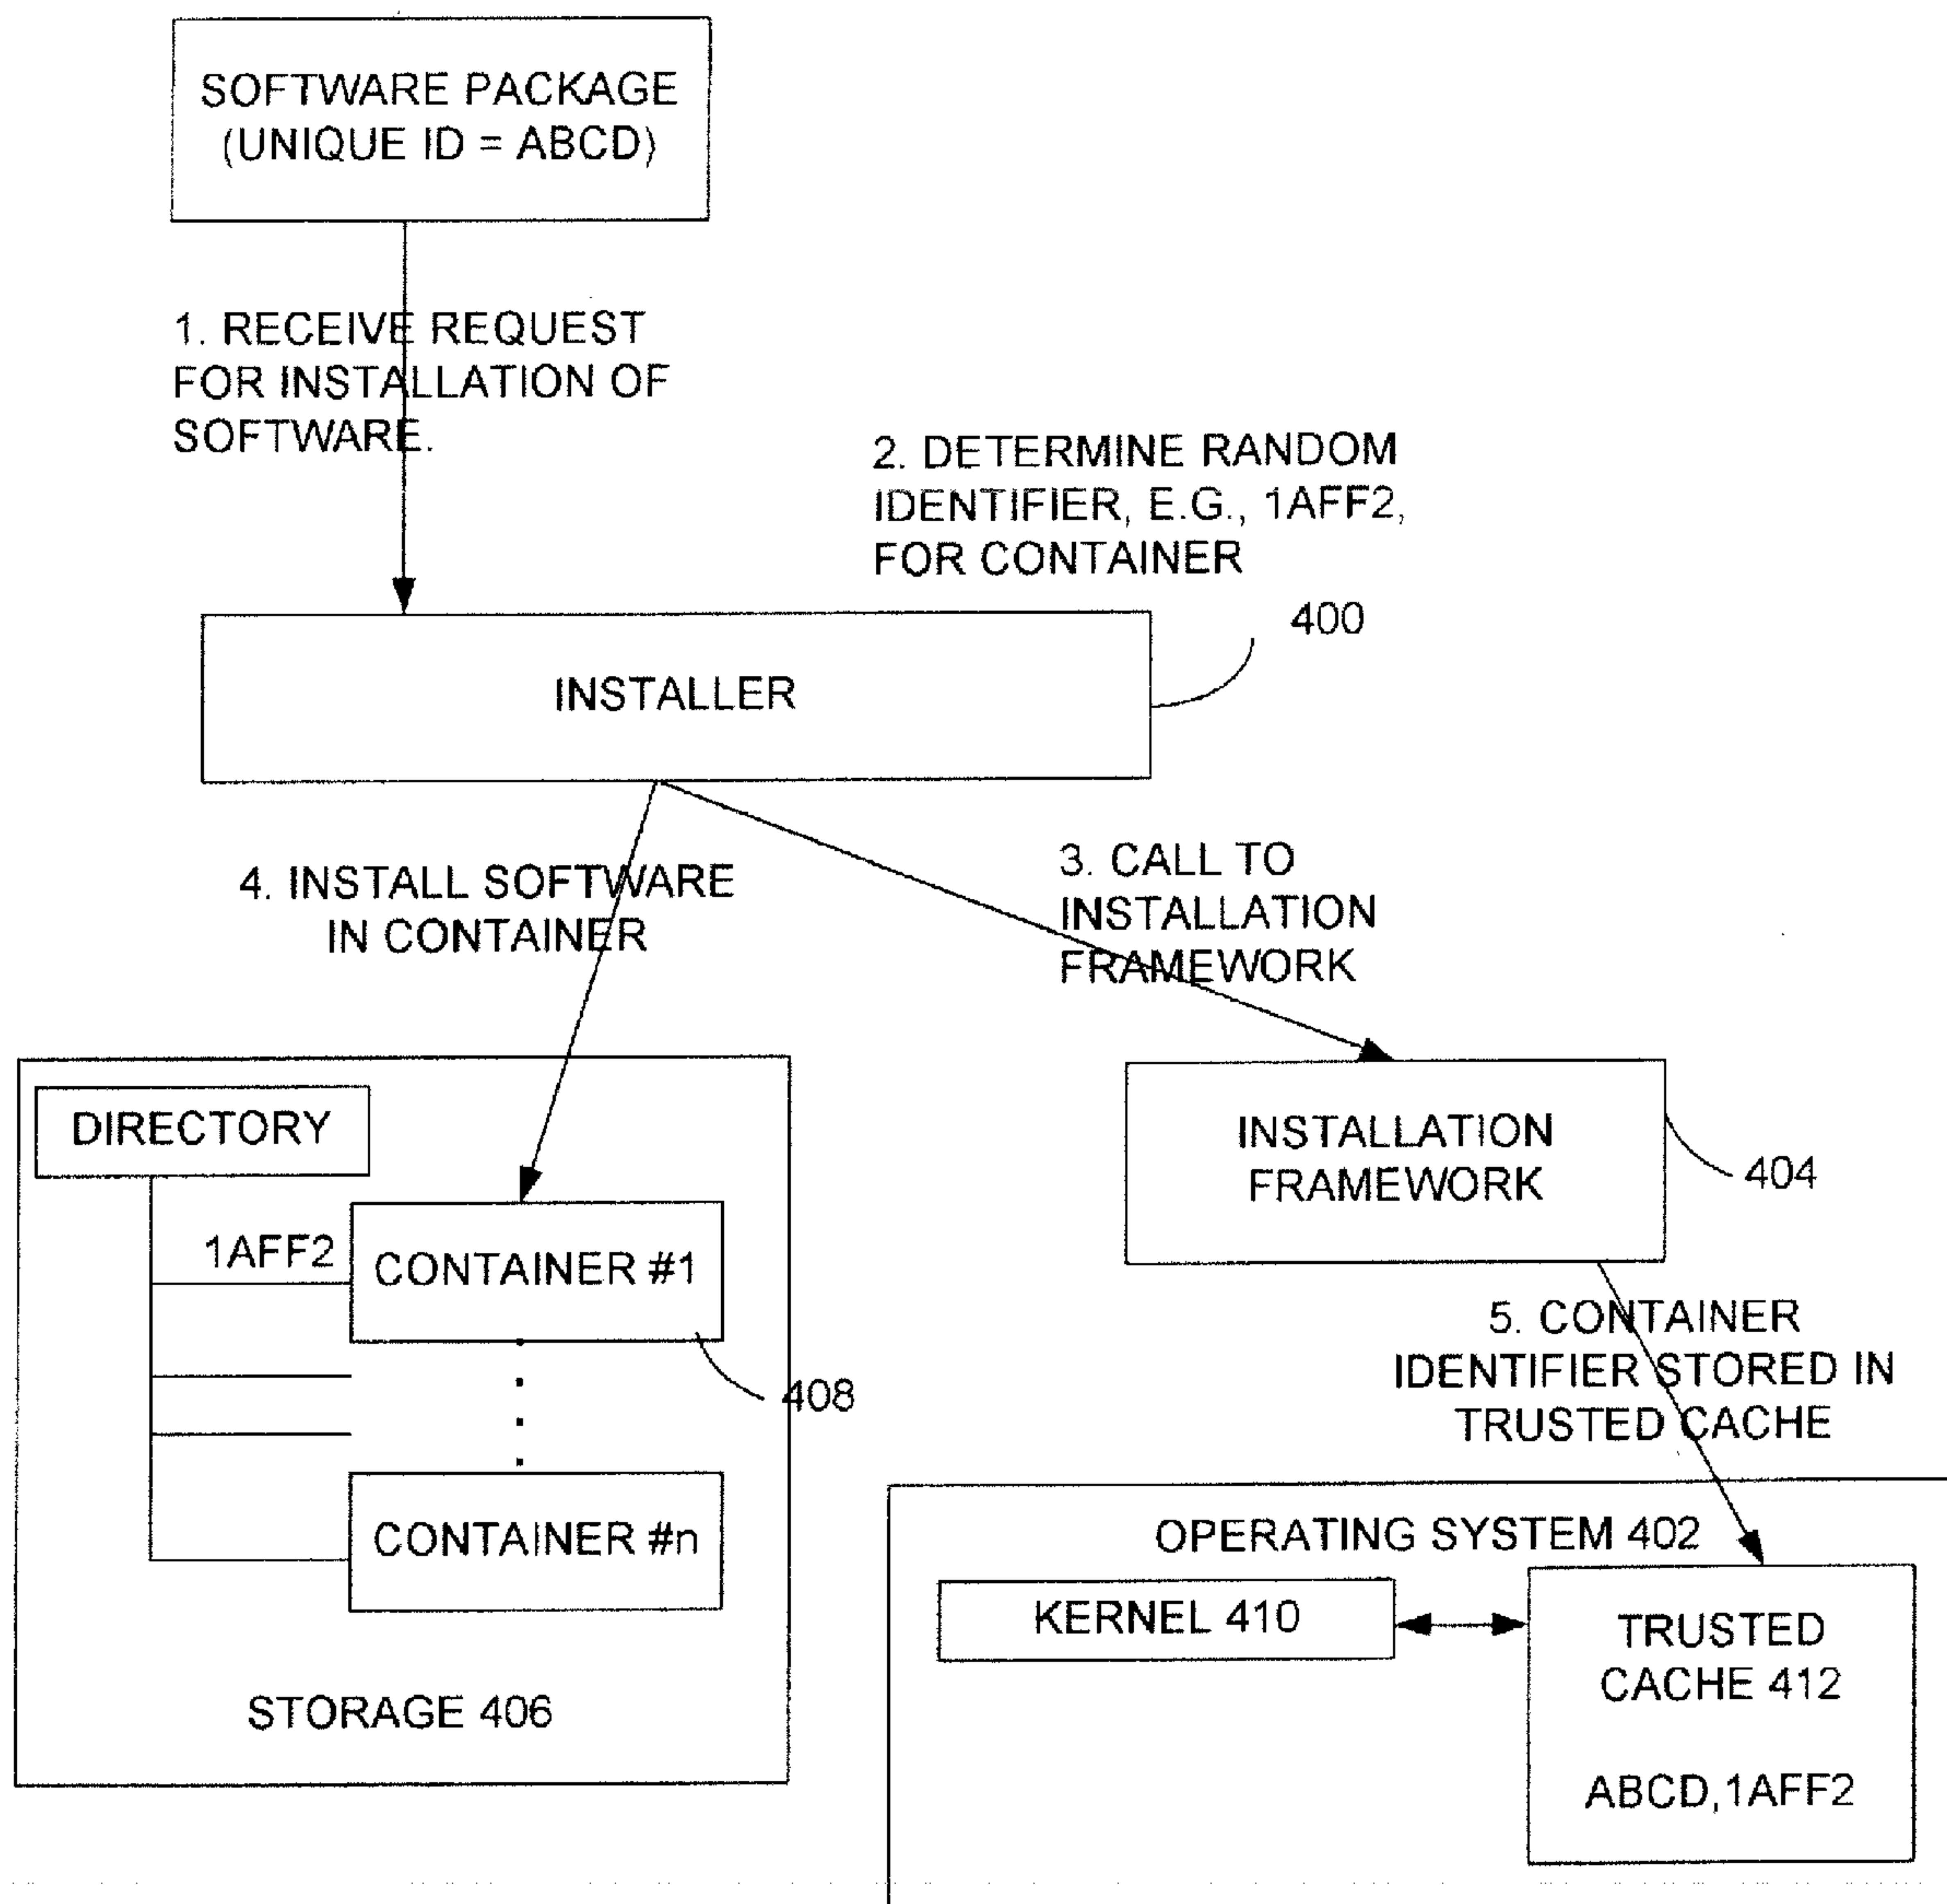 SOFTWARE PACKAGE
(UNIQUE ID = ABCD)
1. RECEIVE REQUEST
FOR INSTALLATION OF
SOFTWARE.
2. DETERMINE RANDOM
IDENTIFIER, E.G., 1AFF2,
FOR CONTAINER
400
INSTALLER
4. INSTALL SOFTWARE
IN CONTAINER
3. CALL TO
INSTALLATION
FRAMEWORK
DIRECTORY
1AFF2
CONTAINER #1
408
CONTAINER #n
STORAGE 406
INSTALLATION
FRAMEWORK
404
5. CONTAINER
IDENTIFIER STORED IN
TRUSTED CACHE
OPERATING SYSTEM 402
KERNEL 410
TRUSTED
CACHE 412
ABCD,1AFF2